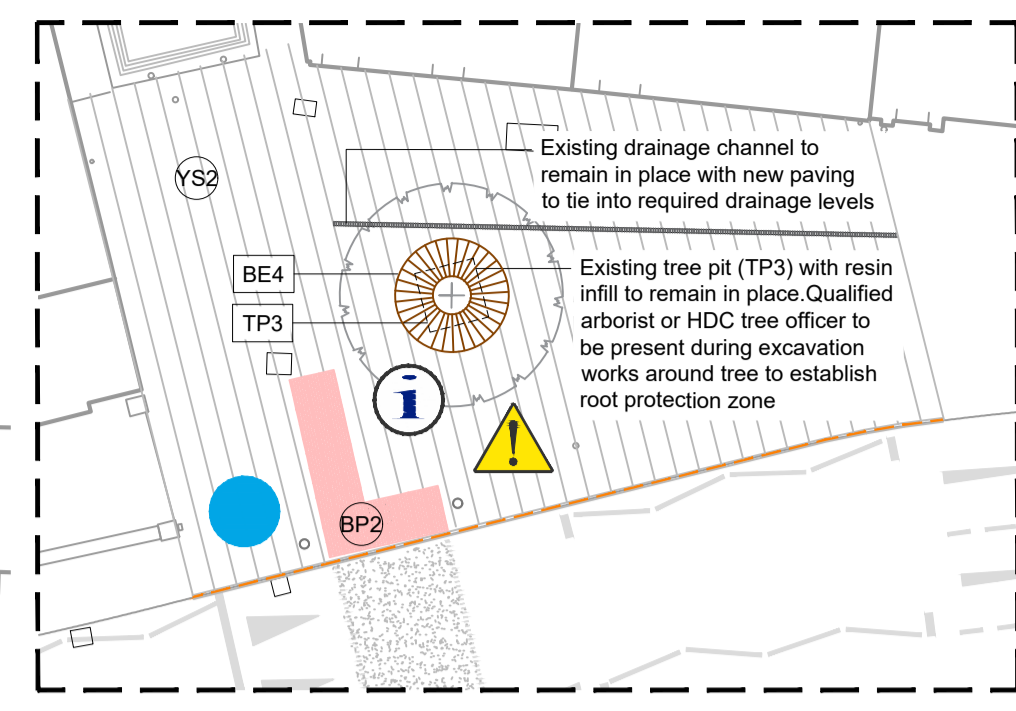 Existing drainage channel to
remain in place with new paving
to tie into required drainage levels
YS2
BE4
TP3
Existing tree pit (TP3) with resin
infill to remain in place.Qualified
arborist or HDC tree officer to
be present during excavation
works around tree to establish
root protection zone
i
!
BP2